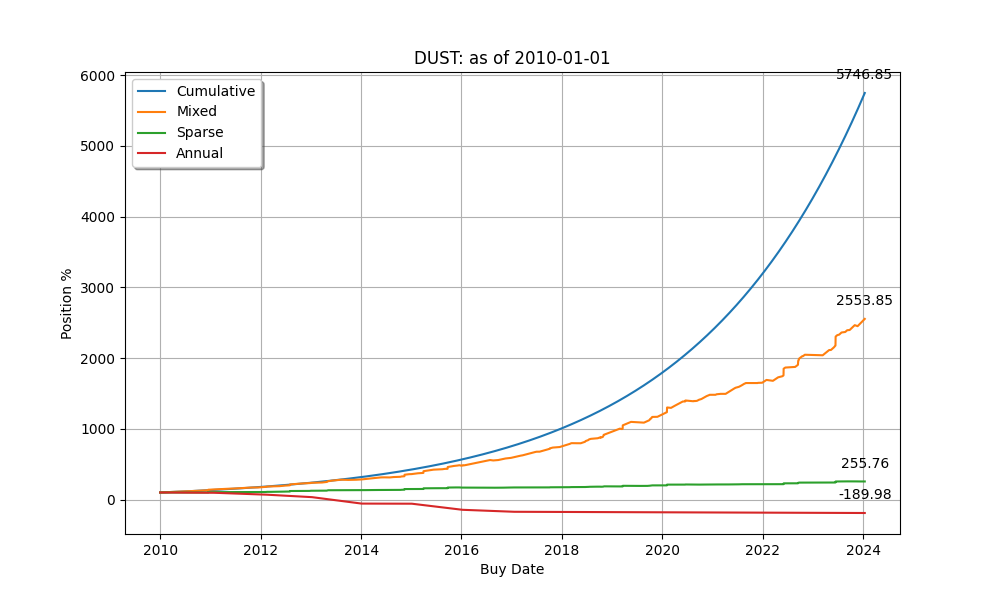 DUST: as of 2010-01-01
Cumulative
Mixed
Sparse
Annual
5746.85
2553.85
255.76
-189.98
6000
5000
4000
3000
2000
1000
0
Position %
2010
2012
2014
2016
2018
2020
2022
2024
Buy Date